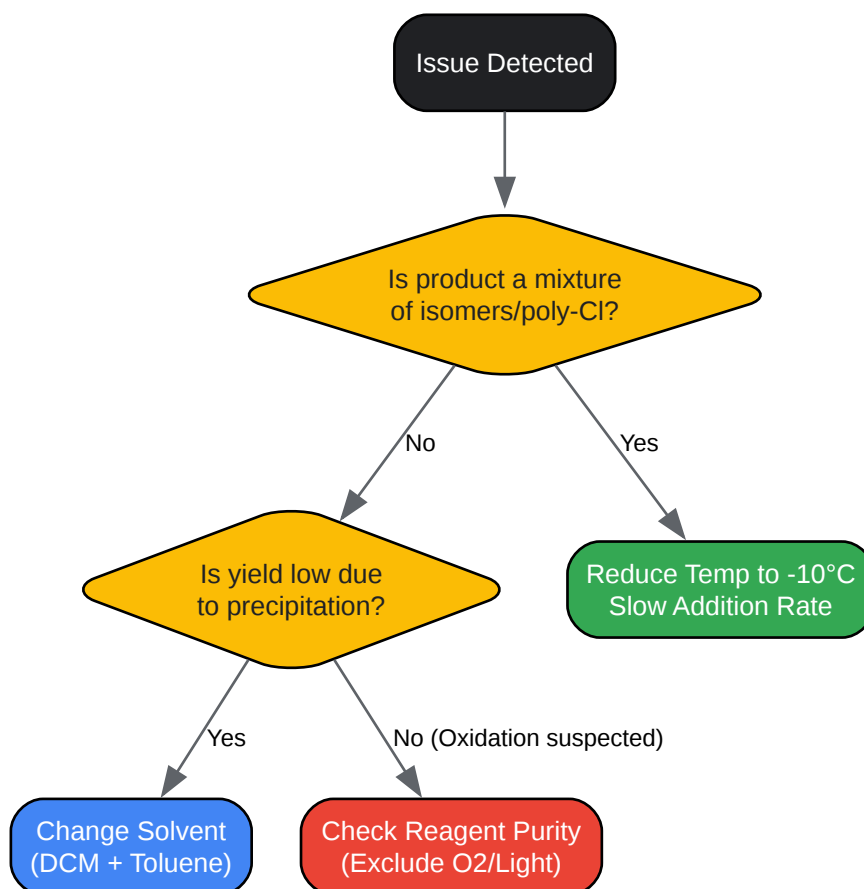 Issue Detected
Is product a mixture
of isomers/poly-Cl?
No
Yes
Is yield low due
to precipitation?
Reduce Temp to -10°C
Slow Addition Rate
Yes
No (Oxidation suspected)
Change Solvent
(DCM + Toluene)
Check Reagent Purity
(Exclude O2/Light)